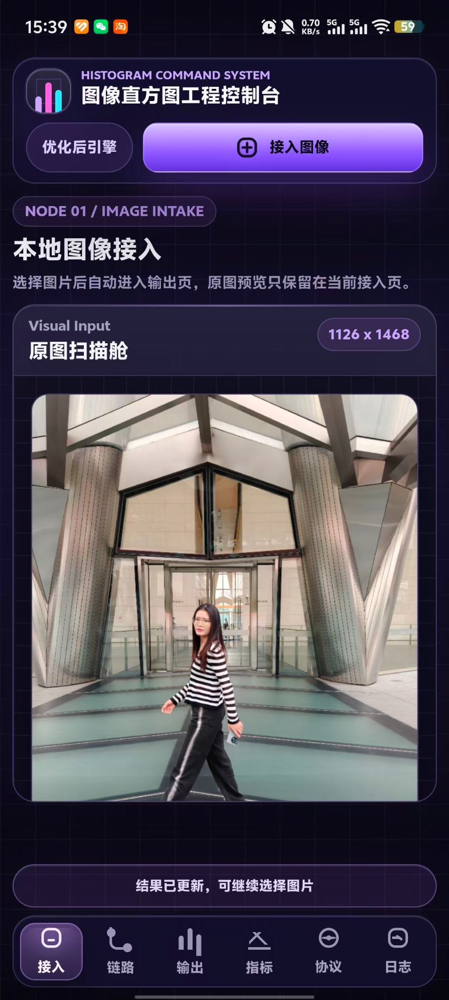 15:39
淘
0.70
KB/s
5G
5G
59
HISTOGRAM COMMAND SYSTEM
图像直方图工程控制台
优化后引擎
接入图像
NODE 01 / IMAGE INTAKE
本地图像接入
选择图片后自动进入输出页，原图预览只保留在当前接入页。
Visual Input
原图扫描舱
1126 x 1468
结果已更新，可继续选择图片
接入
链路
输出
指标
协议
日志